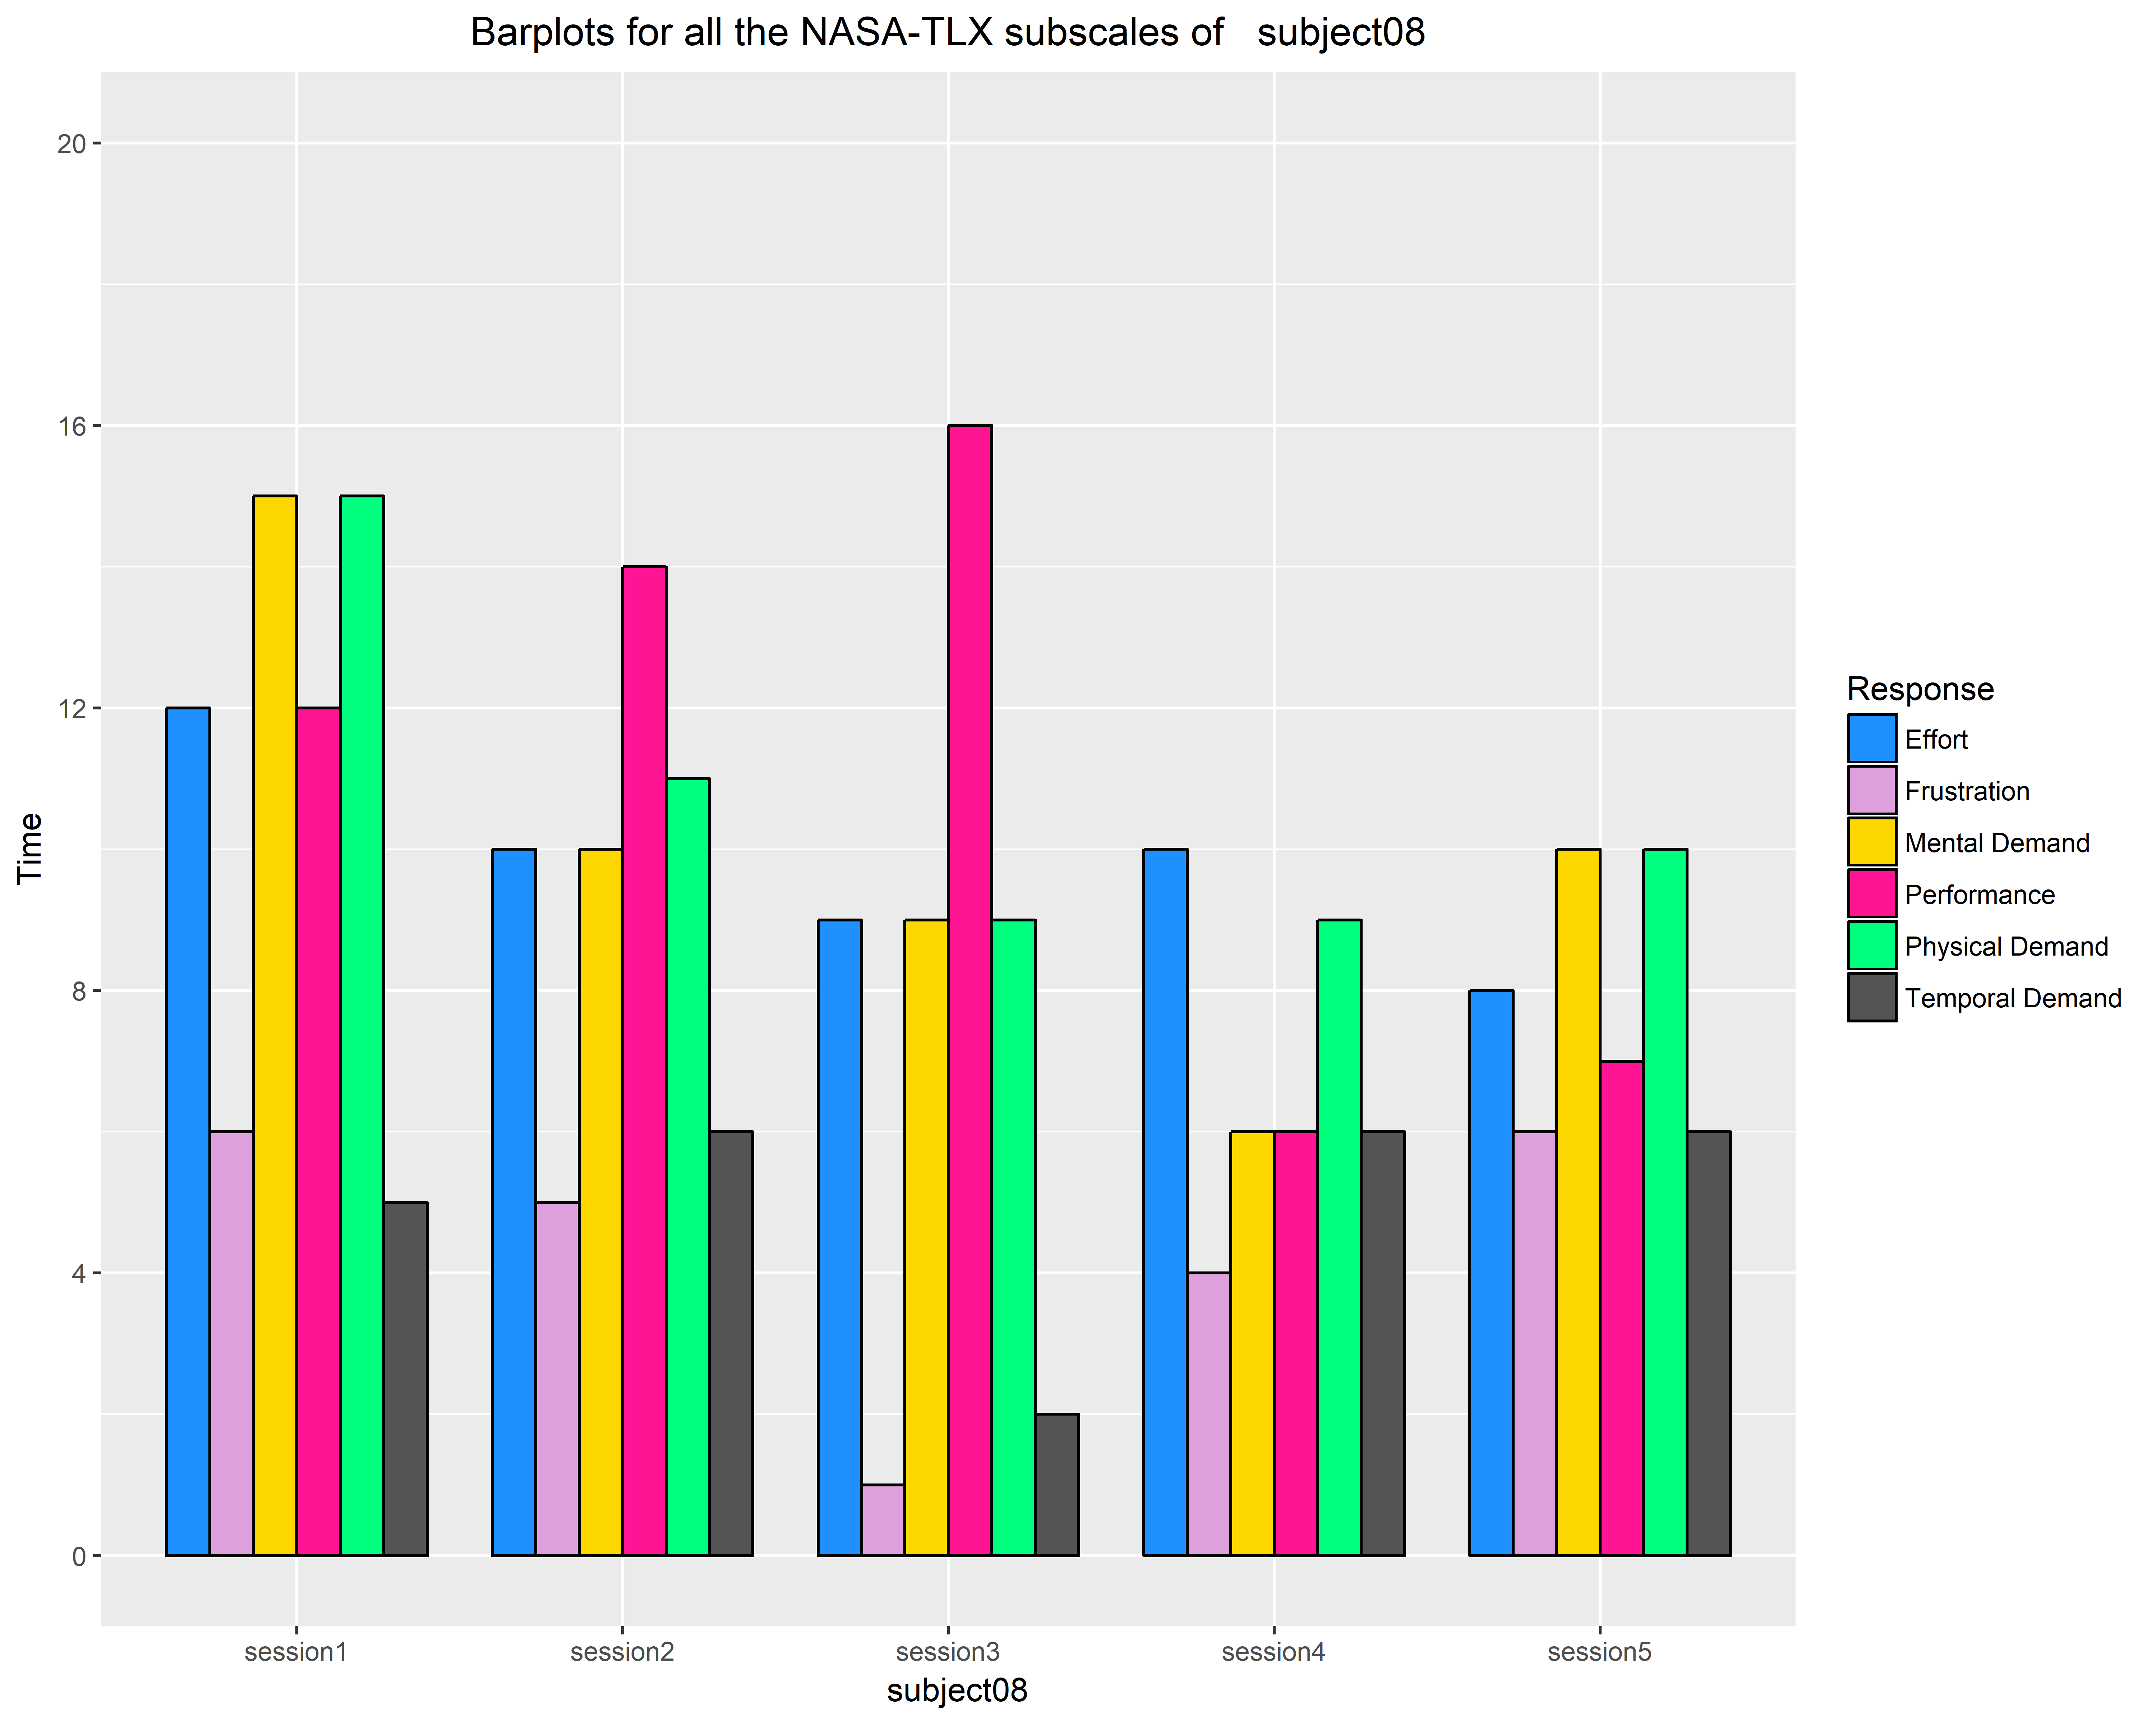 Barplots for all the NASA-TLX subscales of   subject08
Time
20
16
12
8
4
0
session1
session2
session3
session4
session5
subject08
Response
Effort
Frustration
Mental Demand
Performance
Physical Demand
Temporal Demand